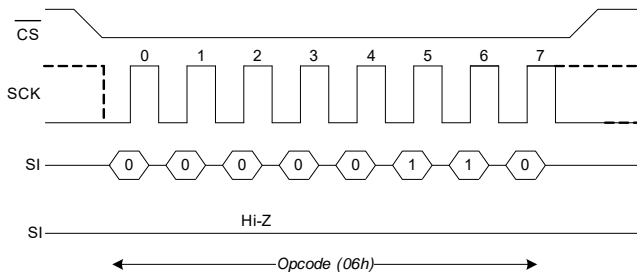 CS
0 1 2 3 4 5 6 7
SCK
SI 0 0 0 0 0 1 1 0
Hi-Z
SI
Opcode (06h)